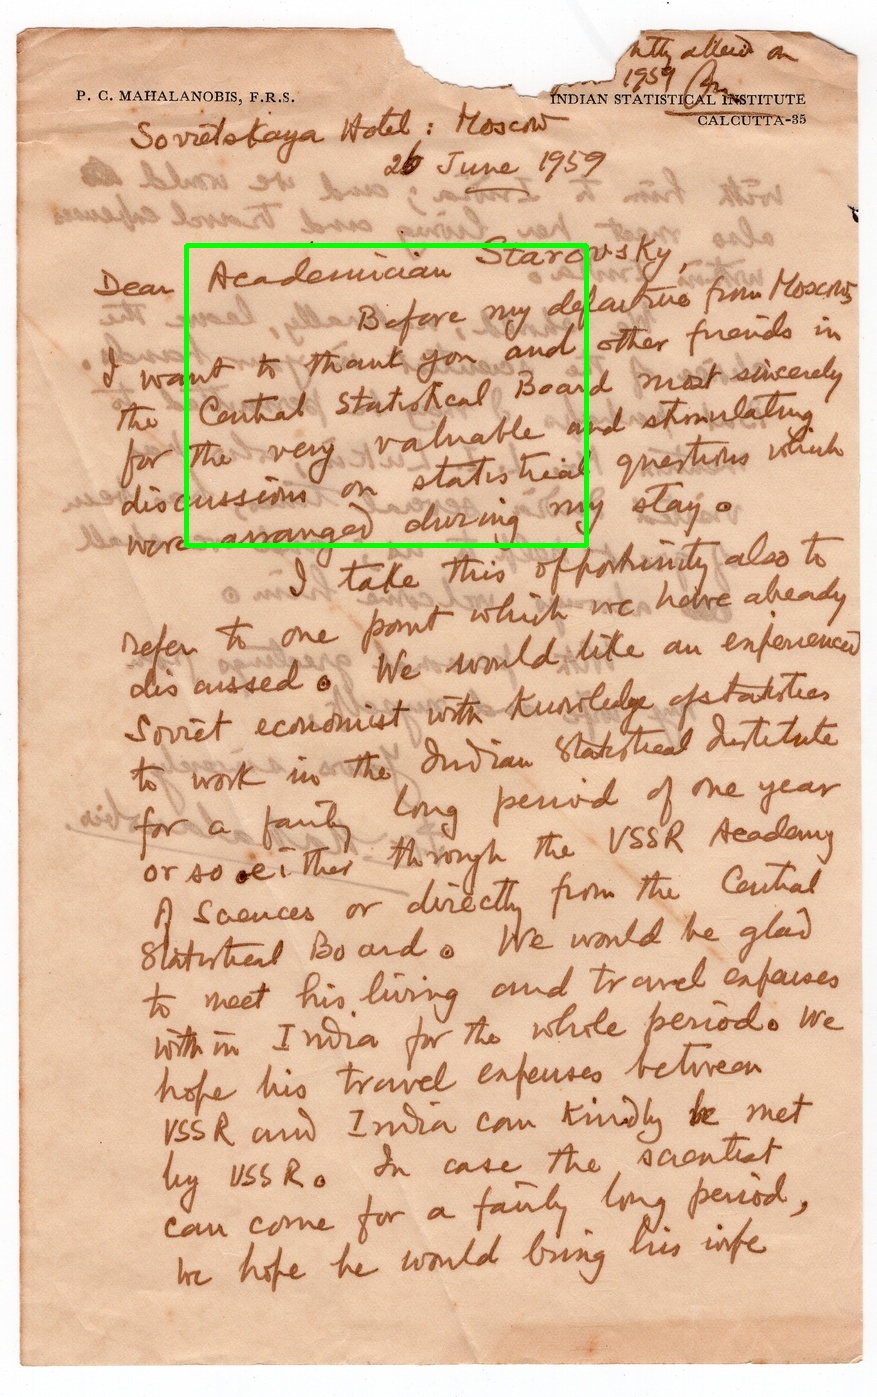 ntly allied on
1959
P. C. MAHALANOBIS, F.R.S.
INDIAN STATISTICAL INSTITUTE
CALCUTTA-35
Sovietskaya Hotel: Moscow
26 June 1959
Dear Academician Starovsky,
Before my departure from Moscow,
I want to thank you and other friends in
the Central Statistical Board most sincerely
for the very valuable and stimulating
discussions on statistical questions which
were arranged during my stay.
I take this opportunity also to
refer to one point which we have already
discussed. We would like an experienced
Soviet economist with knowledge of statistics
to work in the Indian Statistical Institute
for a fairly long period of one year
or so either through the USSR Academy
of Sciences or directly from the Central
Statistical Board. We would be glad
to meet his living and travel expenses
within India for the whole period. We
hope his travel expenses between
USSR and India can kindly be met
by USSR. In case the scientist
can come for a fairly long period,
we hope he would bring his wife